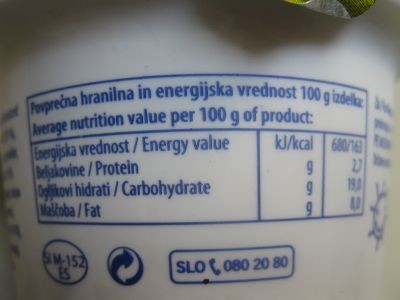 Povprečna hranilna in energijska vrednost 100 g izdelka:
Average nutrition value per 100 g of product:
Energijska vrednost / Energy value kJ/kcal 680/163
Beljakovine / Protein g 2,7
Ogljikovi hidrati / Carbohydrate g 19,0
Maščoba / Fat g 8,0
SI M-152
ES
SLO 080 20 80